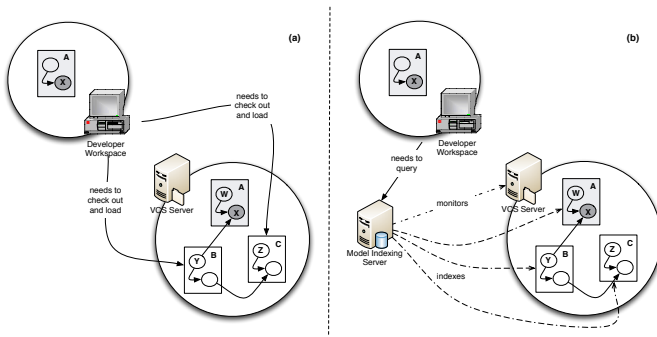 (a)
A
X
Developer
Workspace
needs to
check out
and load
needs to
check out
and load
VCS Server
A
W
X
B
Y
C
Z
(b)
A
X
Developer
Workspace
needs to
query
Model Indexing
Server
monitors
indexes
VCS Server
A
W
X
B
Y
C
Z